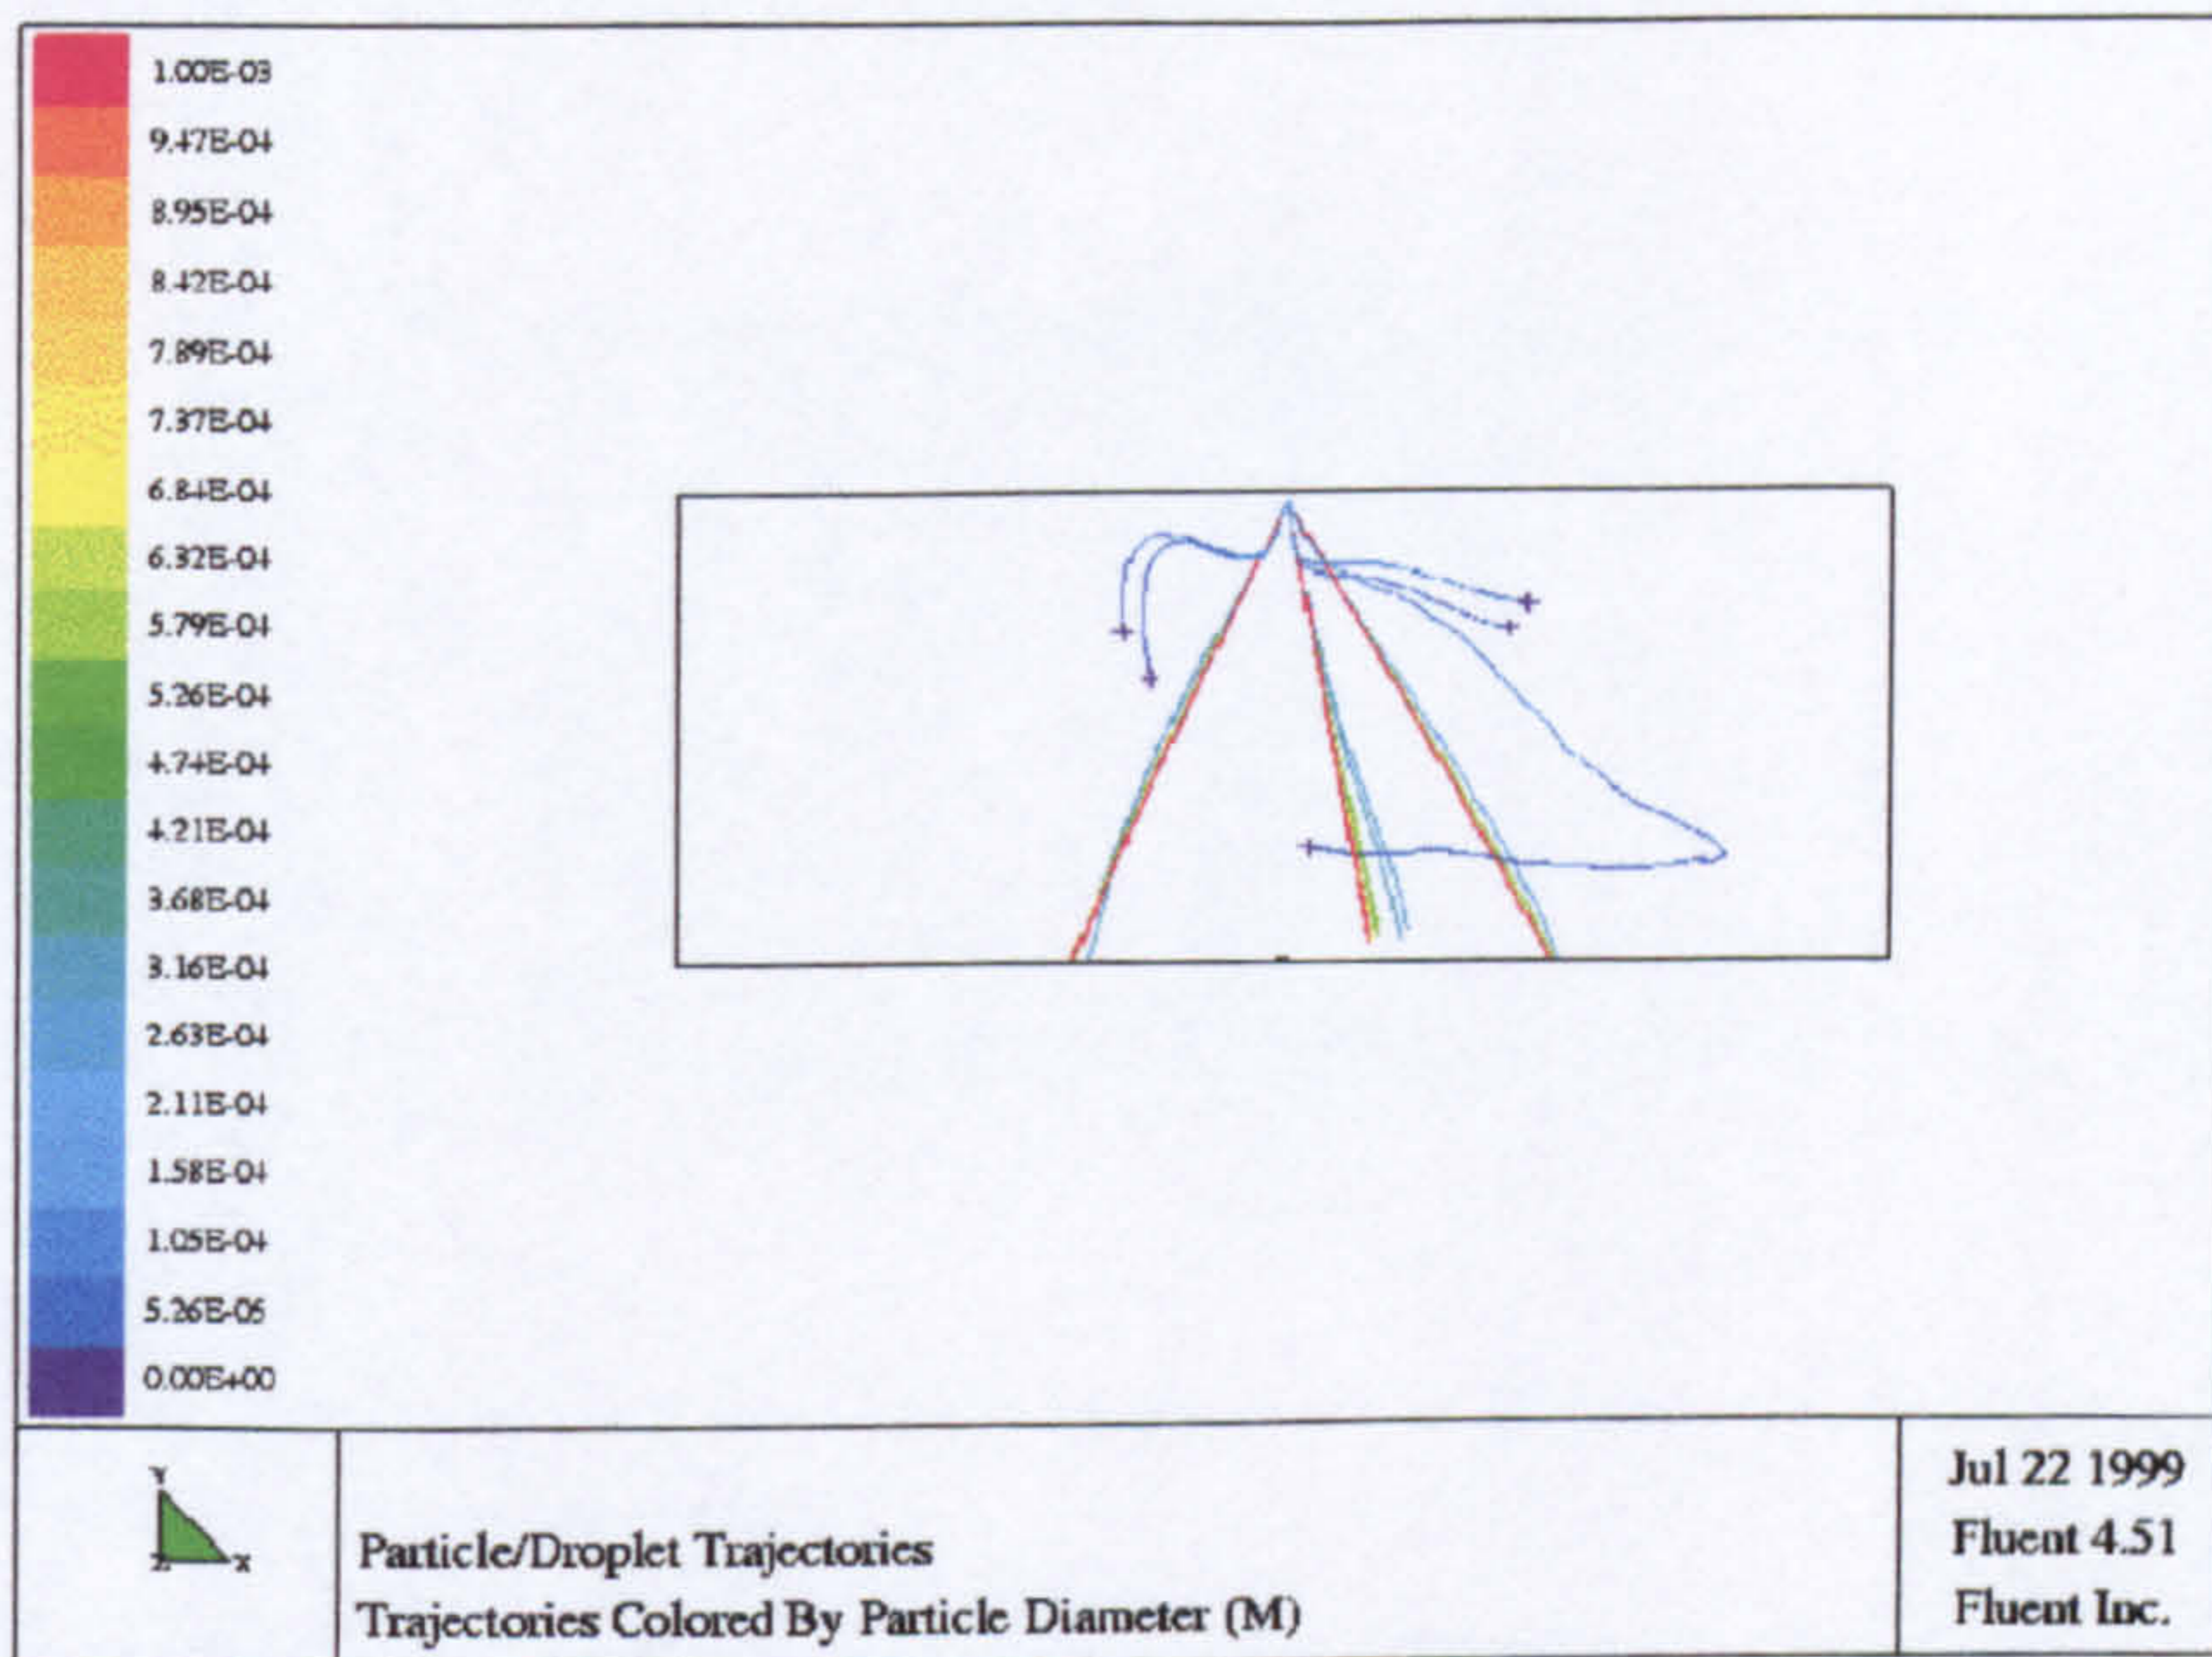 1.00E-03
9.47E-04
8.95E-04
8.42E-04
7.89E-04
7.37E-04
6.84E-04
6.32E-04
5.79E-04
5.26E-04
4.74E-04
4.21E-04
3.68E-04
3.16E-04
2.63E-04
2.11E-04
1.58E-04
1.05E-04
5.26E-05
0.00E+00
Y
Z X
Particle/Droplet Trajectories
Trajectories Colored By Particle Diameter (M)
Jul 22 1999
Fluent 4.51
Fluent Inc.